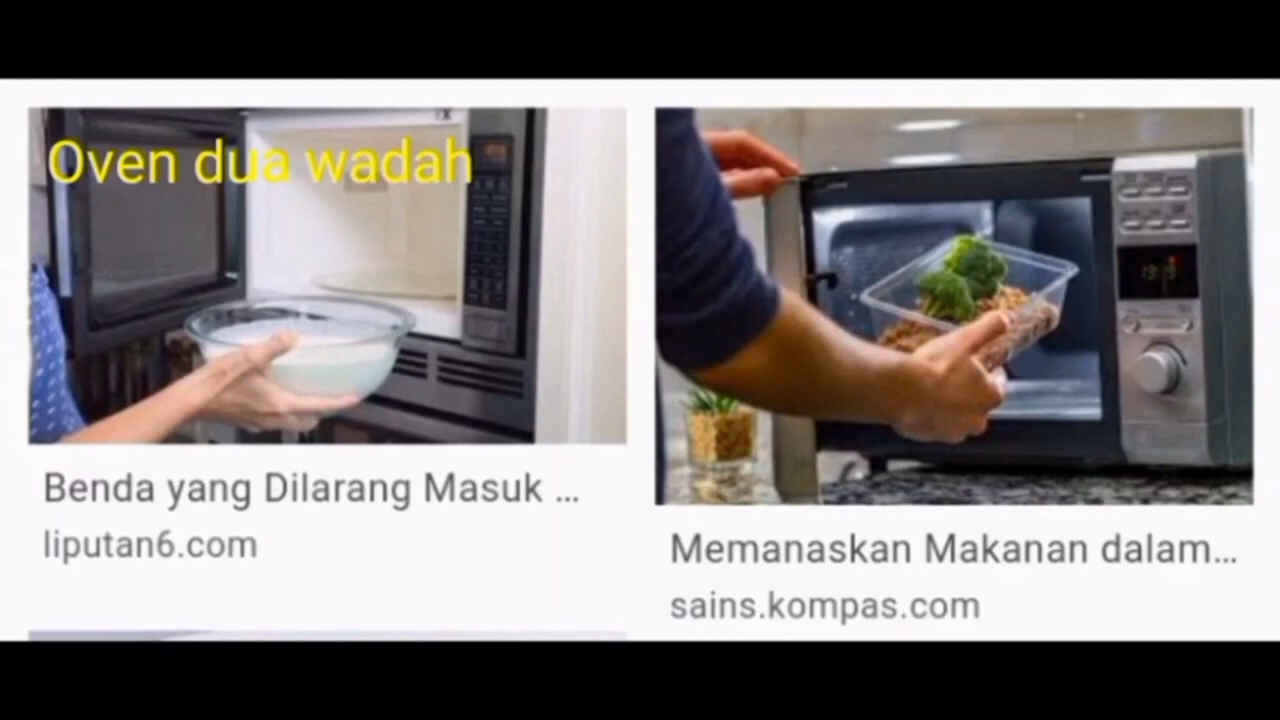 Oven dua wadah
Benda yang Dilarang Masuk ...
liputan6.com
Memanaskan Makanan dalam...
sains.kompas.com